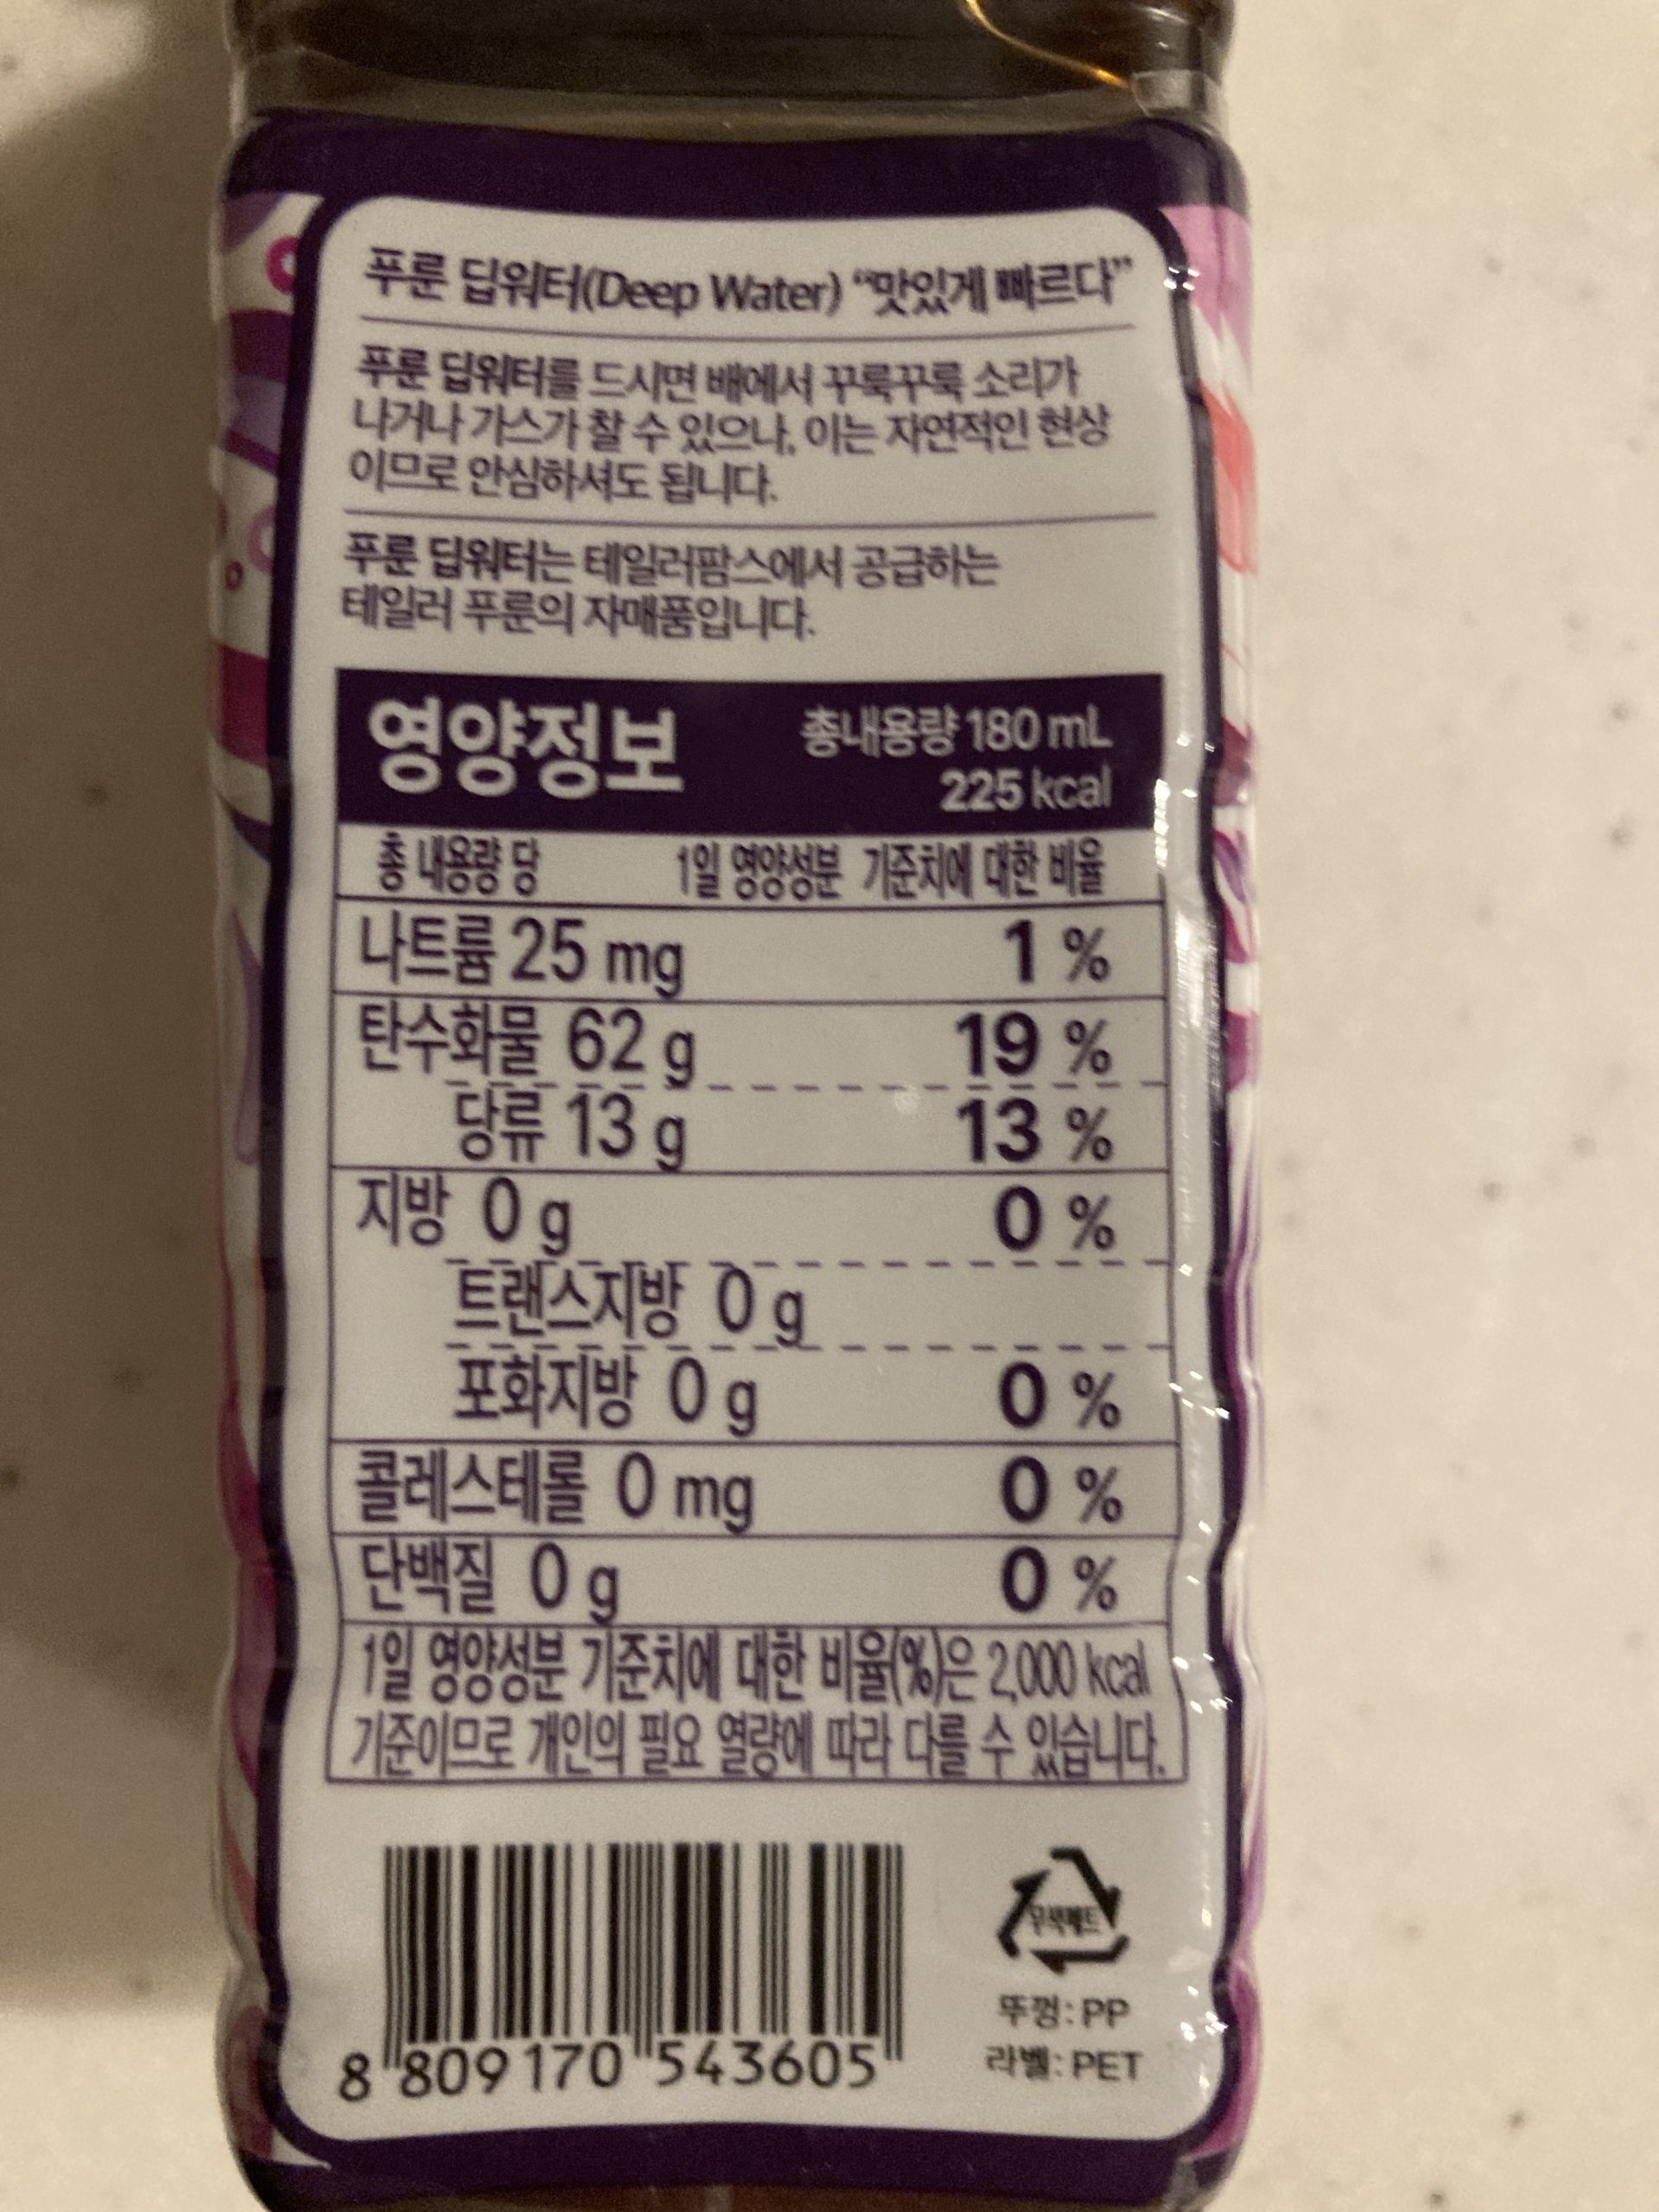 푸룬 딥워터(Deep Water) “맛있게 빠르다”
푸룬 딥워터를 드시면 배에서 꾸룩꾸룩 소리가
나거나 가스가 찰 수 있으나, 이는 자연적인 현상
이므로 안심하셔도 됩니다.
푸룬 딥워터는 테일러팜스에서 공급하는
테일러 푸룬의 자매품입니다.
영양정보 총내용량 180 mL
225 kcal
총 내용량 당 1일 영양성분 기준치에 대한 비율
나트륨 25 mg 1 %
탄수화물 62 g 19 %
당류 13 g 13 %
지방 0 g 0 %
트랜스지방 0 g
포화지방 0 g 0 %
콜레스테롤 0 mg 0 %
단백질 0 g 0 %
1일 영양성분 기준치에 대한 비율(%)은 2,000 kcal
기준이므로 개인의 필요 열량에 따라 다를 수 있습니다.
무색페트
뚜껑: PP
라벨: PET
8 809170 543605